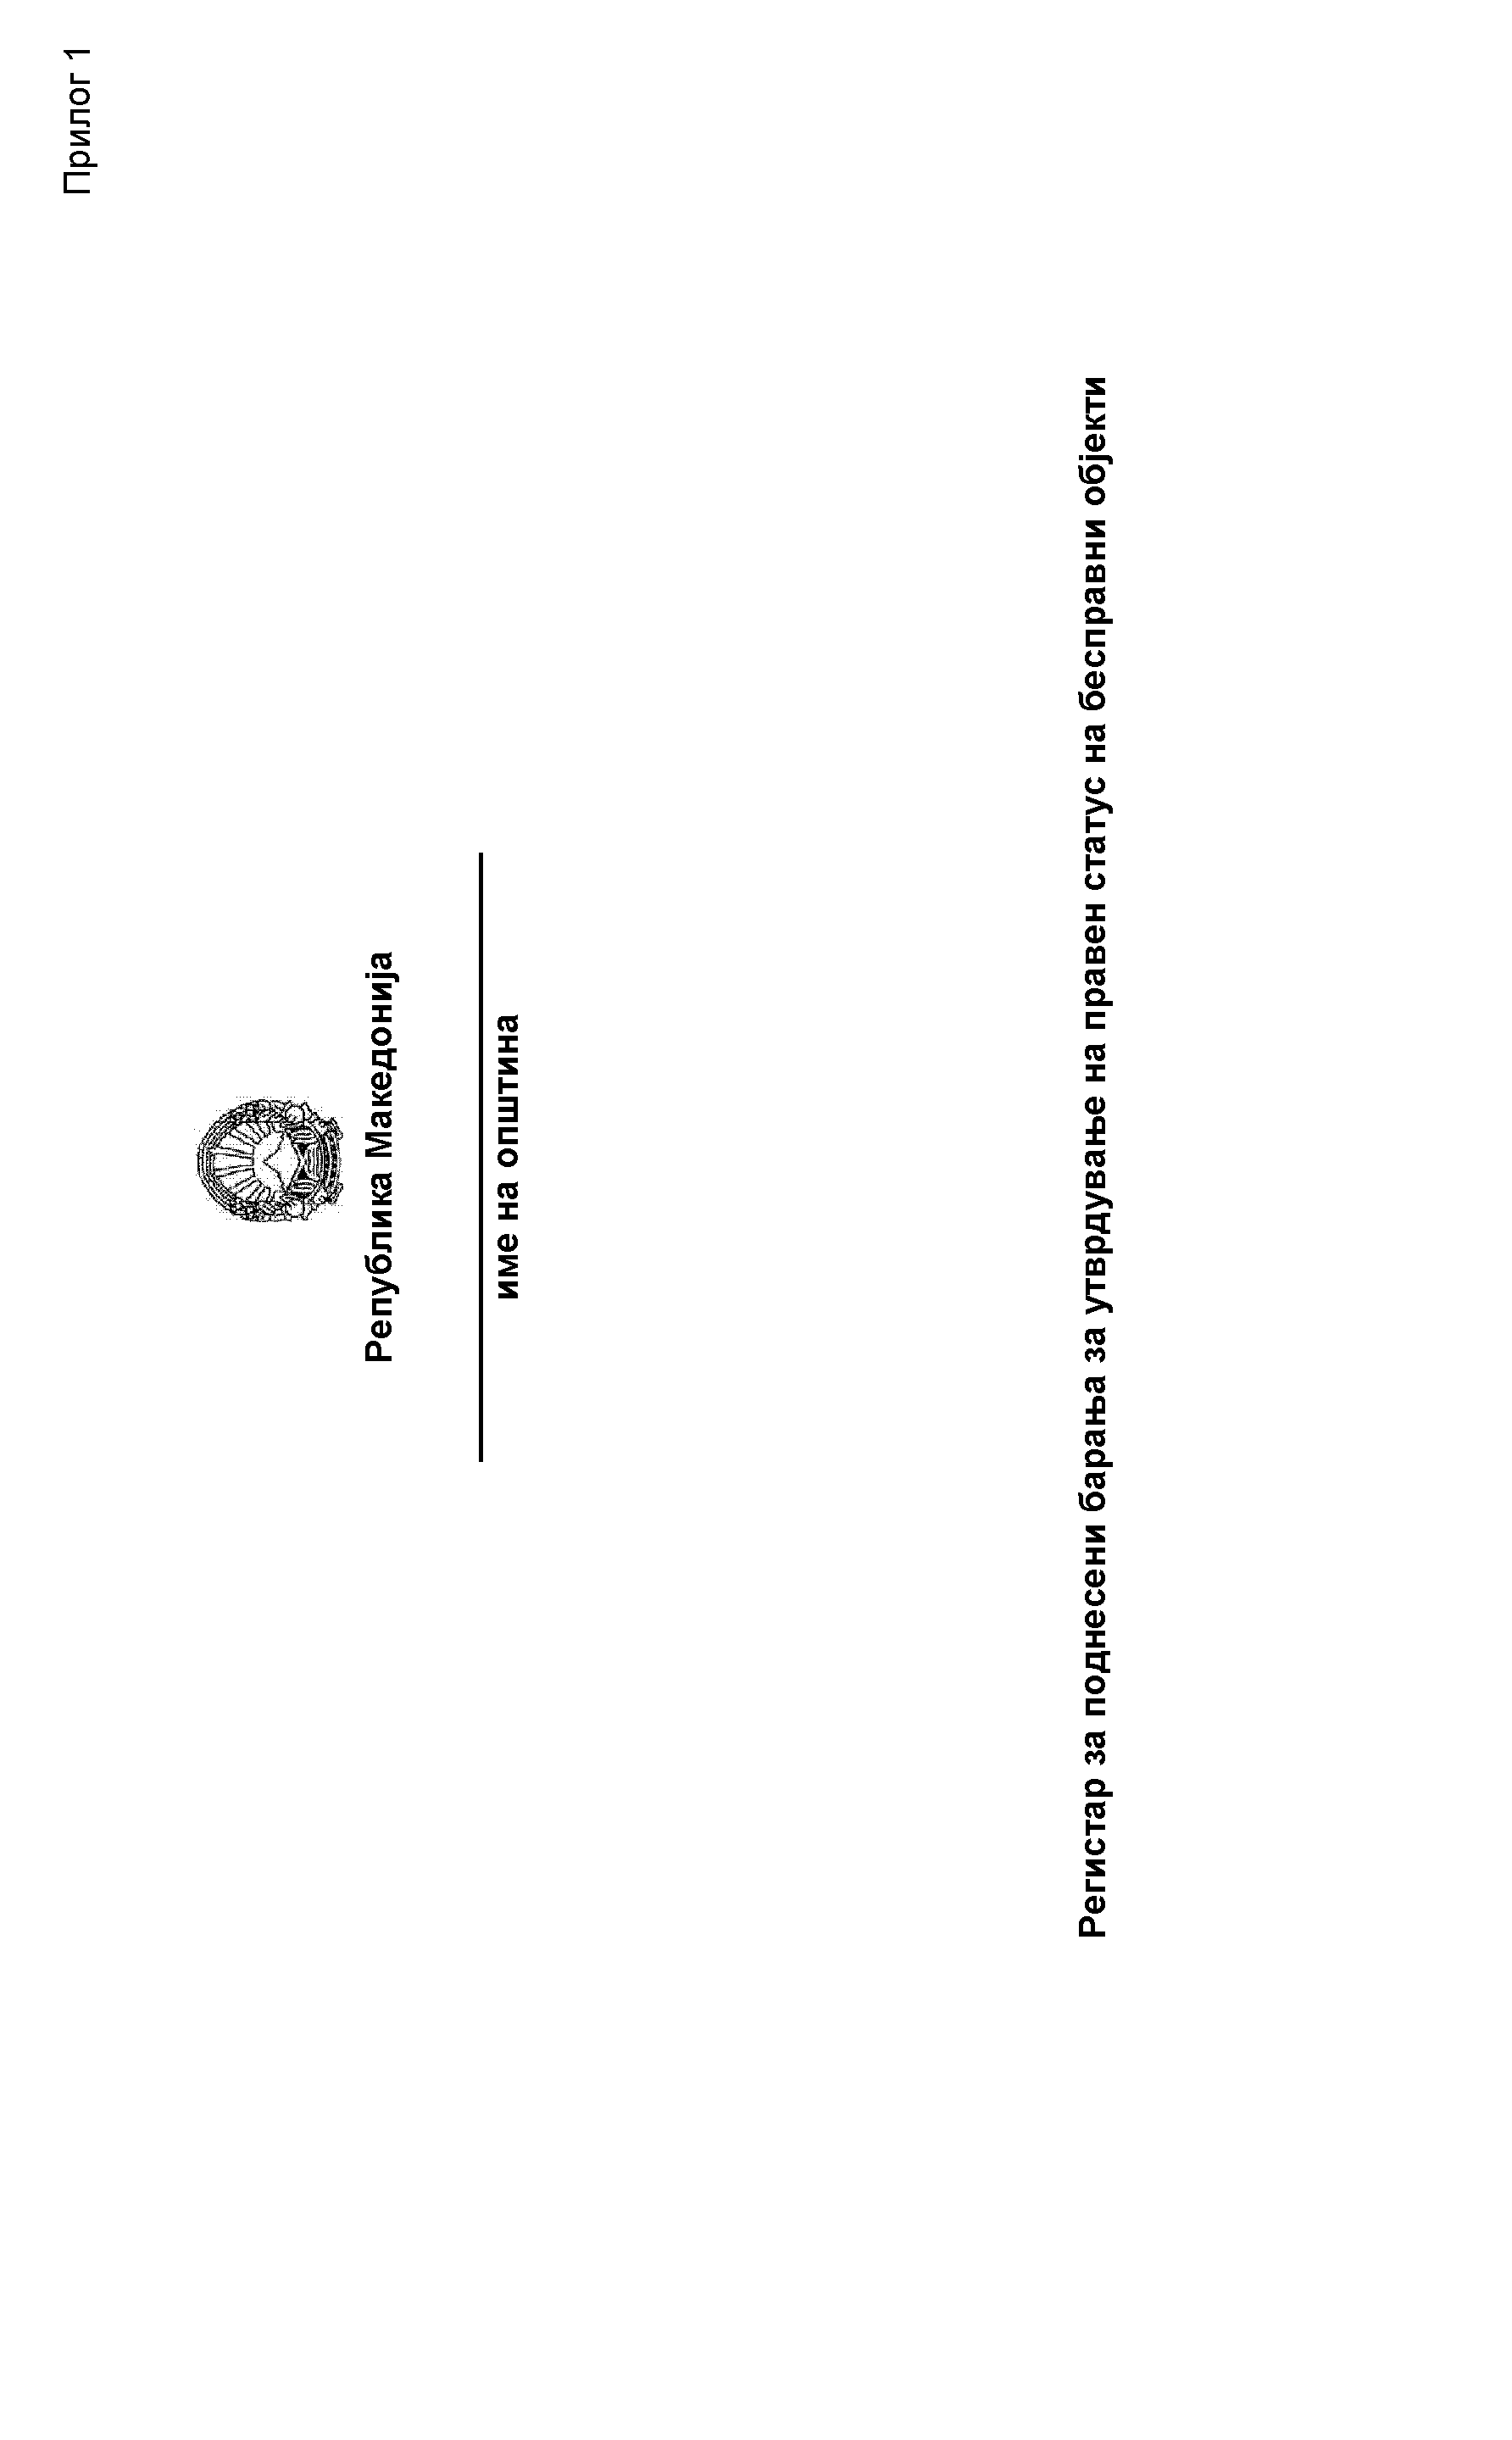 Прилог 1
Република Македонија
име на општина
Регистар за поднесени барања за утврдување на правен статус на бесправни објекти